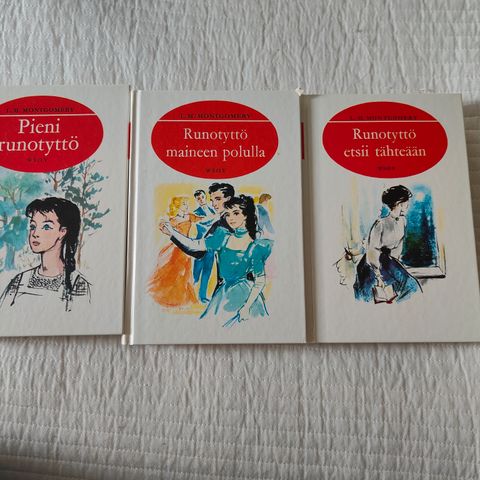 L. M. MONTGOMERY
Pieni
runotyttö
WSOY
L. M. MONTGOMERY
Runotyttö
maineen polulla
WSOY
L. M. MONTGOMERY
Runotyttö
etsii tähteään
WSOY